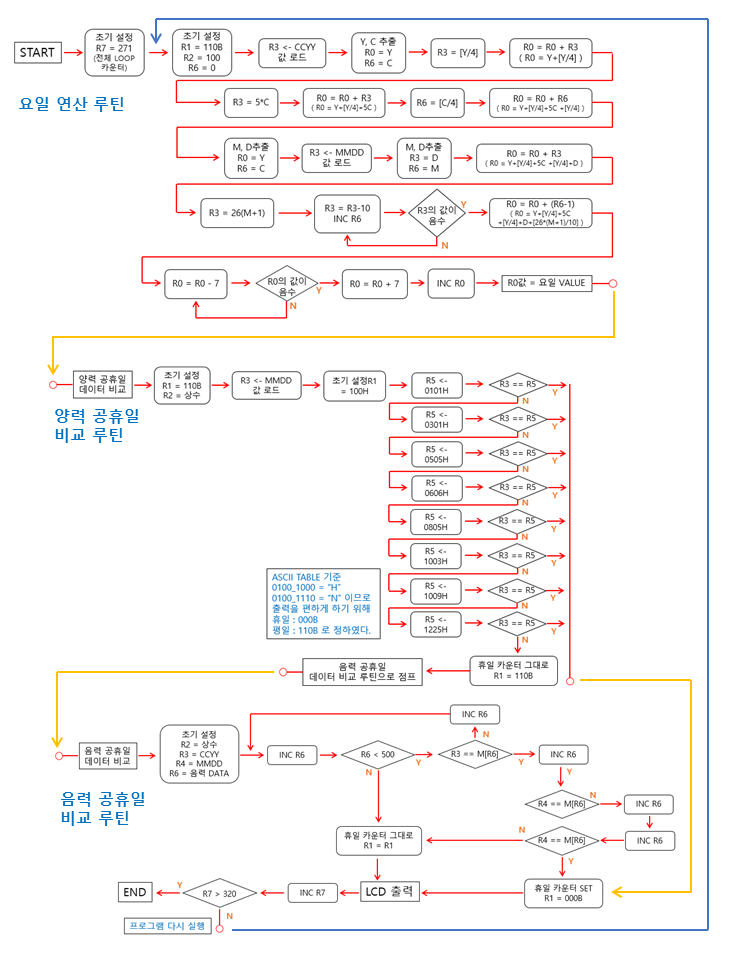 START
초기 설정
R7 = 271
(전체 LOOP
카운터)
초기 설정
R1 = 110B
R2 = 100
R6 = 0
R3 <- CCYY
값 로드
Y, C 추출
R0 = Y
R6 = C
R3 = [Y/4]
R0 = R0 + R3
( R0 = Y+[Y/4] )
요일 연산 루틴
R3 = 5*C
R0 = R0 + R3
( R0 = Y+[Y/4]+5C )
R6 = [C/4]
R0 = R0 + R6
( R0 = Y+[Y/4]+5C +[Y/4] )
M, D추출
R0 = Y
R6 = C
R3 <- MMDD
값 로드
M, D추출
R3 = D
R6 = M
R0 = R0 + R3
( R0 = Y+[Y/4]+5C +[Y/4]+D )
R3 = 26(M+1)
R3 = R3-10
INC R6
R3의 값이
음수
Y
N
R0 = R0 + (R6-1)
( R0 = Y+[Y/4]+5C
+[Y/4]+D+[26*(M+1)/10] )
R0 = R0 - 7
R0의 값이
음수
Y
N
R0 = R0 + 7
INC R0
R0값 = 요일 VALUE
양력 공휴일
데이터 비교
초기 설정
R1 = 110B
R2 = 상수
R3 <- MMDD
값 로드
초기 설정R1
= 100H
R5 <-
0101H
R3 == R5
Y
N
양력 공휴일
비교 루틴
R5 <-
0301H
R3 == R5
Y
N
R5 <-
0505H
R3 == R5
Y
N
R5 <-
0606H
R3 == R5
Y
N
R5 <-
0805H
R3 == R5
Y
N
R5 <-
1003H
R3 == R5
Y
N
R5 <-
1009H
R3 == R5
Y
N
R5 <-
1225H
R3 == R5
Y
N
ASCII TABLE 기준
0100_1000 = "H"
0100_1110 = "N" 이므로
출력을 편하게 하기 위해
휴일 : 000B
평일 : 110B 로 정하였다.
음력 공휴일
데이터 비교 루틴으로 점프
휴일 카운터 그대로
R1 = 110B
음력 공휴일
데이터 비교
초기 설정
R2 = 상수
R3 = CCYY
R4 = MMDD
R6 = 음력 DATA
INC R6
INC R6
R6 < 500
Y
N
R3 == M[R6]
N
Y
INC R6
Y
음력 공휴일
비교 루틴
R4 == M[R6]
N
INC R6
휴일 카운터 그대로
R1 = R1
N
R4 == M[R6]
INC R6
Y
END
Y
R7 > 320
N
INC R7
LCD 출력
휴일 카운터 SET
R1 = 000B
프로그램 다시 실행